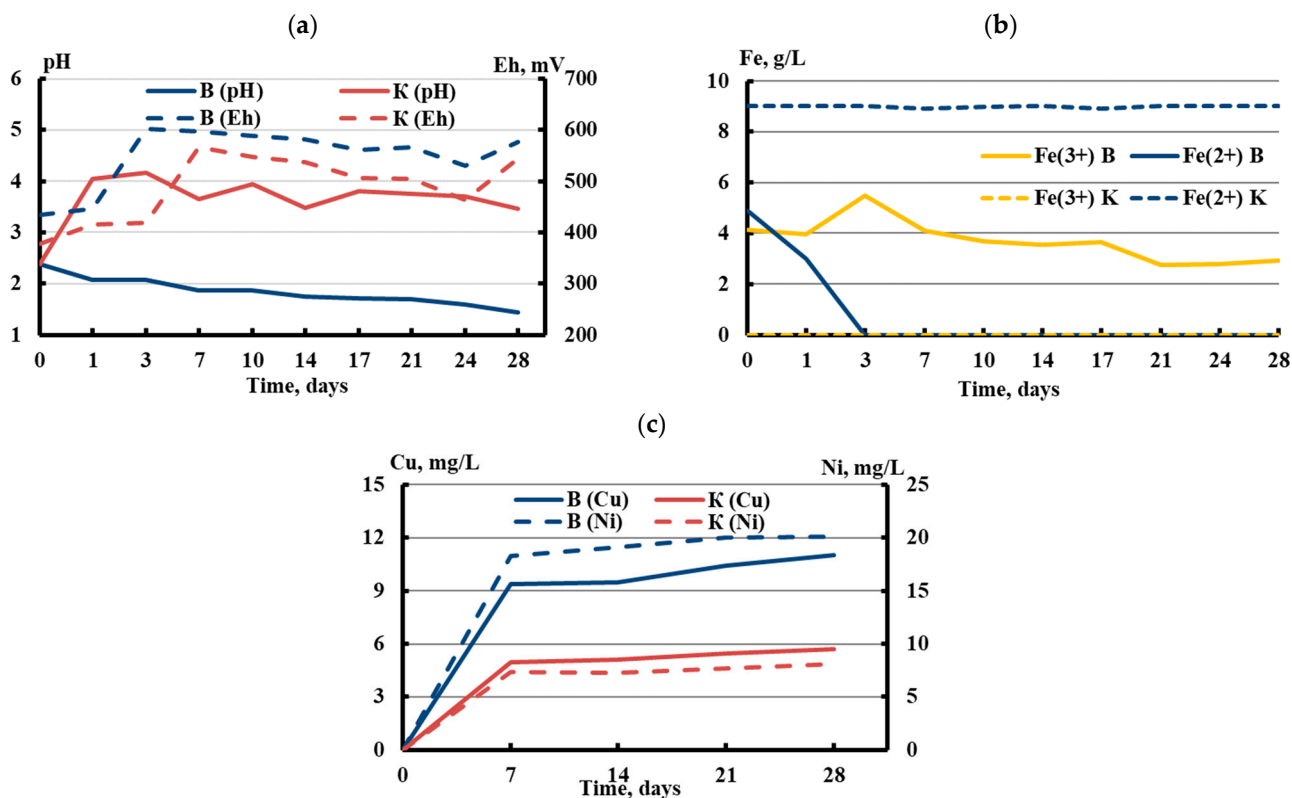 (a)
pH
Eh, mV
6
5
4
3
2
1
700
600
500
400
300
200
B (pH)
K (pH)
B (Eh)
K (Eh)
0 1 3 7 10 14 17 21 24 28
Time, days
(b)
Fe, g/L
10
8
6
4
2
0
Fe(3+) B
Fe(2+) B
Fe(3+) K
Fe(2+) K
0 1 3 7 10 14 17 21 24 28
Time, days
(c)
Cu, mg/L
Ni, mg/L
15
12
9
6
3
0
25
20
15
10
5
0
B (Cu)
K (Cu)
B (Ni)
K (Ni)
0 7 14 21 28
Time, days